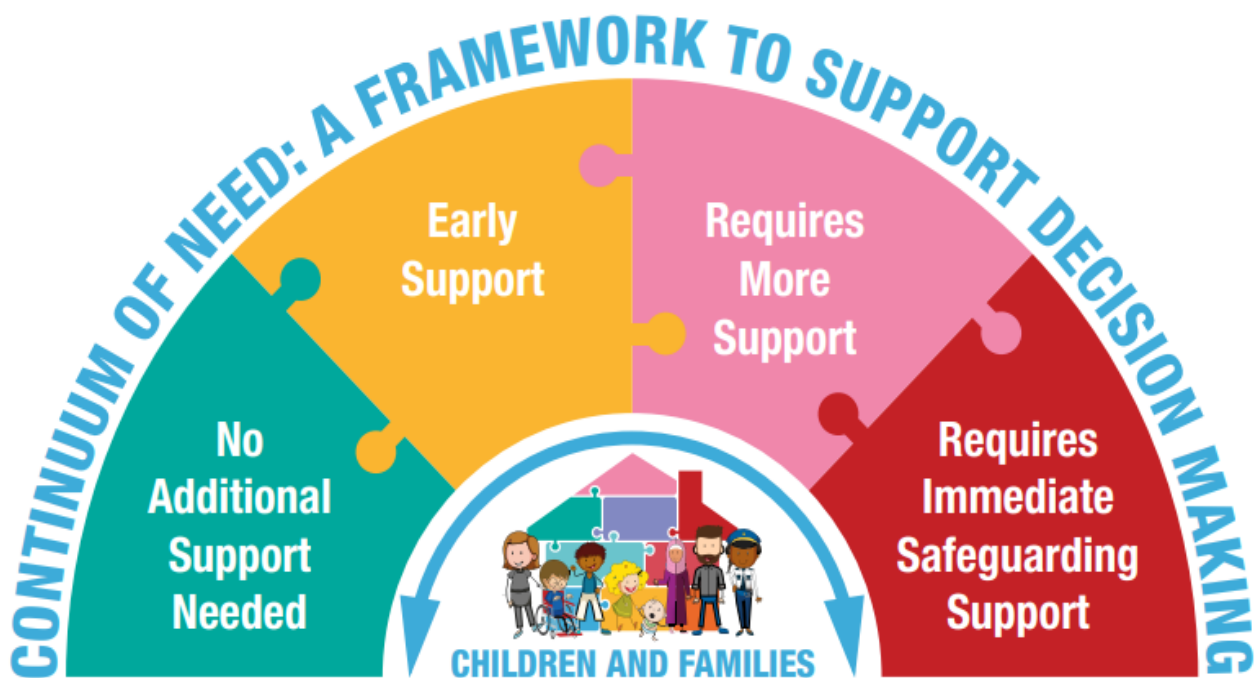 CONTINUUM OF NEED: A FRAMEWORK TO SUPPORT DECISION MAKING
No
Additional
Support
Needed
Early
Support
Requires
More
Support
Requires
Immediate
Safeguarding
Support
CHILDREN AND FAMILIES